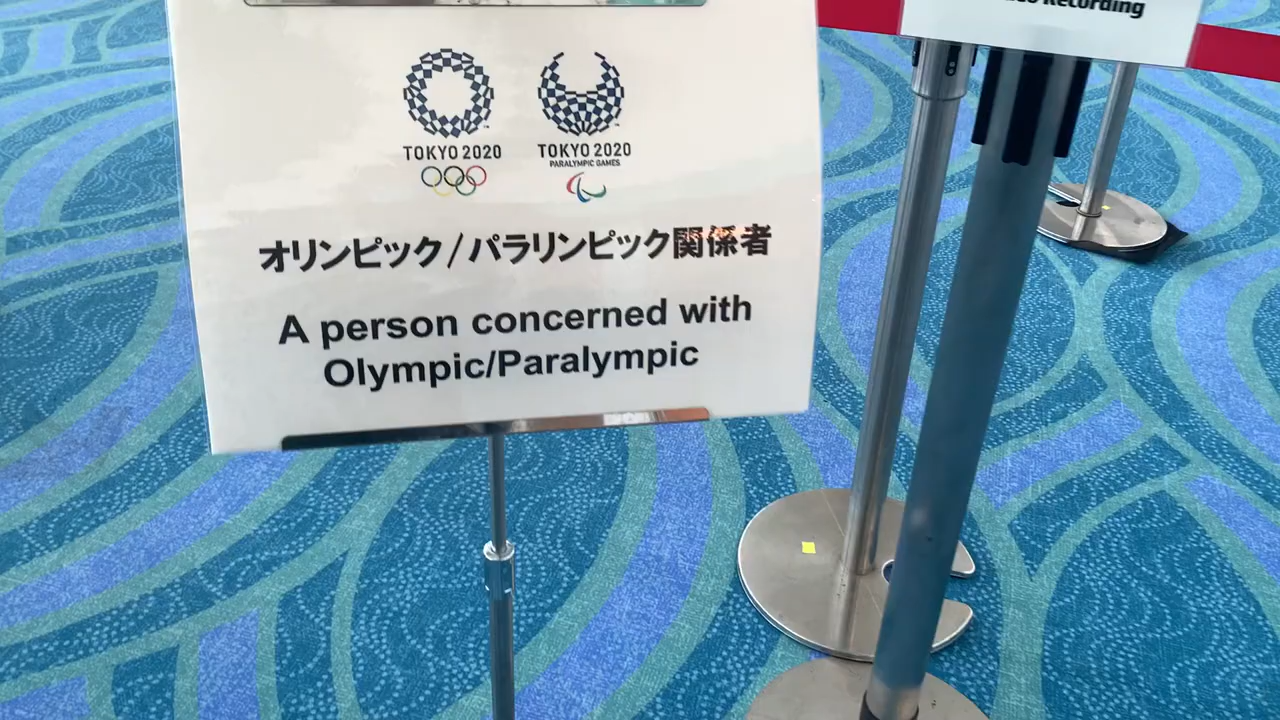 Recording
TOKYO 2020
TOKYO 2020
PARALYMPIC GAMES
オリンピック/パラリンピック関係者
A person concerned with
Olympic/Paralympic